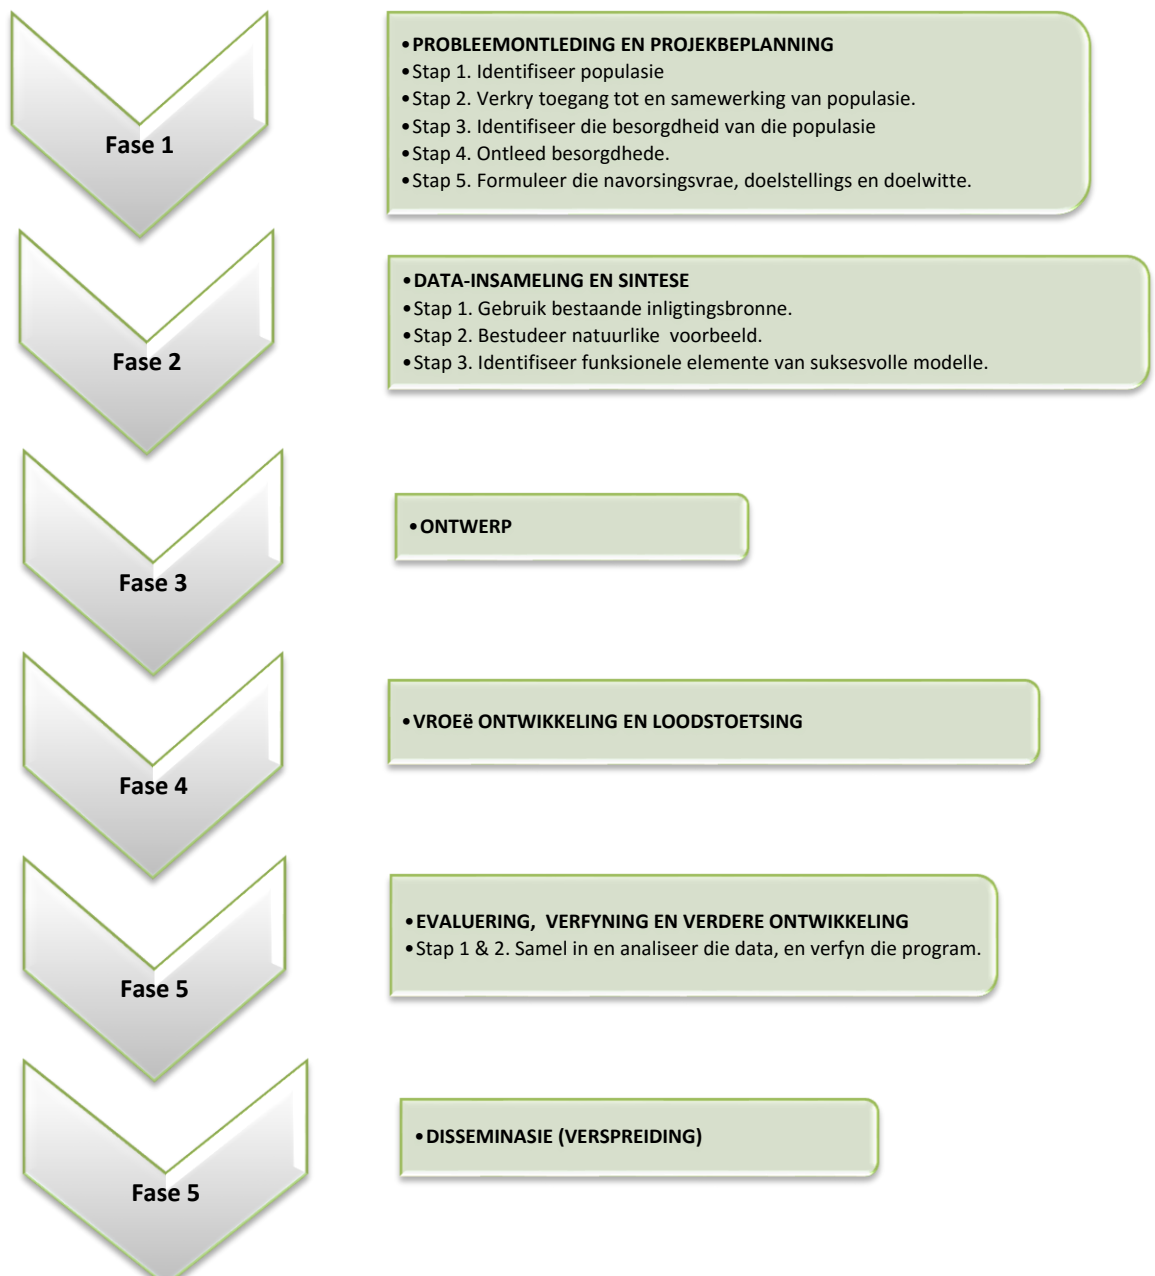 Fase 1
•PROBLEEMONTLEDING EN PROJEKBEPLANNING
•Stap 1. Identifiseer populasie
•Stap 2. Verkry toegang tot en samewerking van populasie.
•Stap 3. Identifiseer die besorgdheid van die populasie
•Stap 4. Ontleed besorgdhede.
•Stap 5. Formuleer die navorsingsvrae, doelstellings en doelwitte.
Fase 2
•DATA-INSAMELING EN SINTESE
•Stap 1. Gebruik bestaande inligtingsbronne.
•Stap 2. Bestudeer natuurlike  voorbeeld.
•Stap 3. Identifiseer funksionele elemente van suksesvolle modelle.
Fase 3
•ONTWERP
Fase 4
•VROEë ONTWIKKELING EN LOODSTOETSING
Fase 5
•EVALUERING,  VERFYNING EN VERDERE ONTWIKKELING
•Stap 1 & 2. Samel in en analiseer die data, en verfyn die program.
Fase 5
•DISSEMINASIE (VERSPREIDING)